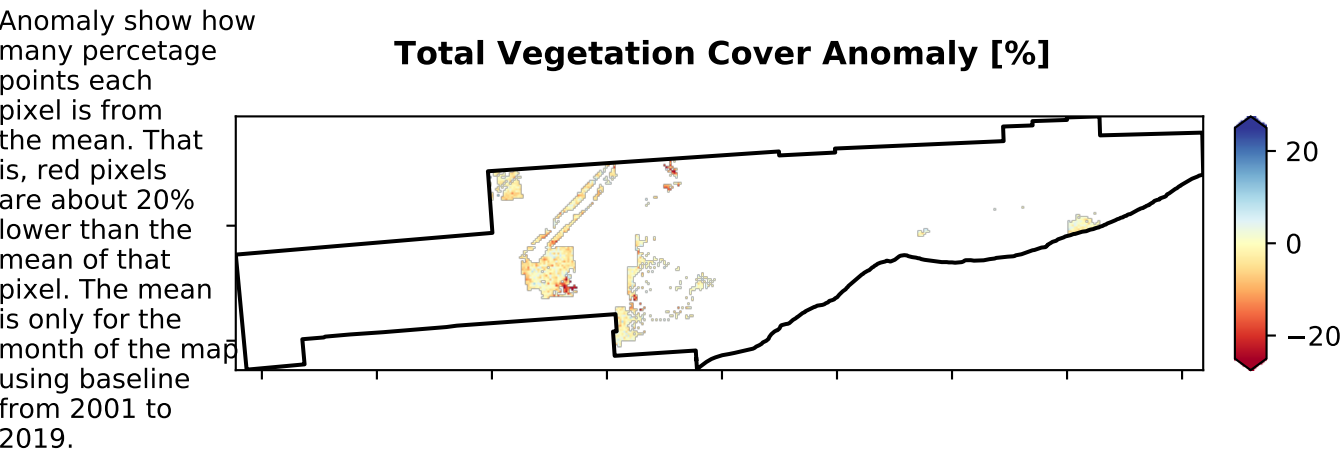 Anomaly show how
many percetage
points each
pixel is from
the mean. That
is, red pixels
are about 20%
lower than the
mean of that
pixel. The mean
is only for the
month of the map
using baseline
from 2001 to
2019.
Total Vegetation Cover Anomaly [%]
20
0
−20